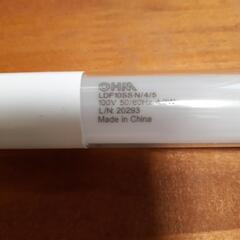 OHM
LDF10SS·N/4/5
100V 50/60Hz
L/N: 20293
Made in China